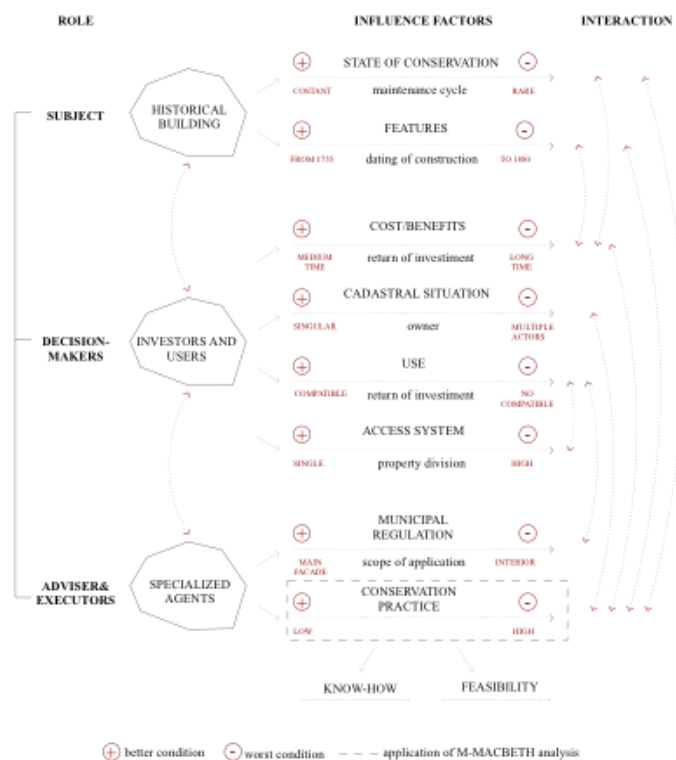 ROLE
INFLUENCE FACTORS
INTERACTION
SUBJECT
HISTORICAL
BUILDING
STATE OF CONSERVATION
COSTANT
maintenance cycle
RARE
FEATURES
FROM 1755
dating of construction
TO 1880
DECISION-
MAKERS
INVESTORS AND
USERS
COST/BENEFITS
MEDIUM
TIME
return of investiment
LONG
TIME
CADASTRAL SITUATION
SINGULAR
owner
MULTIPLE
ACTORS
USE
COMPATIBLE
return of investiment
NO
COMPATIBLE
ACCESS SYSTEM
SINGLE
property division
HIGH
ADVISER&
EXECUTORS
SPECIALIZED
AGENTS
MUNICIPAL
REGULATION
MAIN
FACADE
scope of application
INTERIOR
CONSERVATION
PRACTICE
LOW
HIGH
KNOW-HOW
FEASIBILITY
better condition
worst condition
application of M-MACBETH analysis